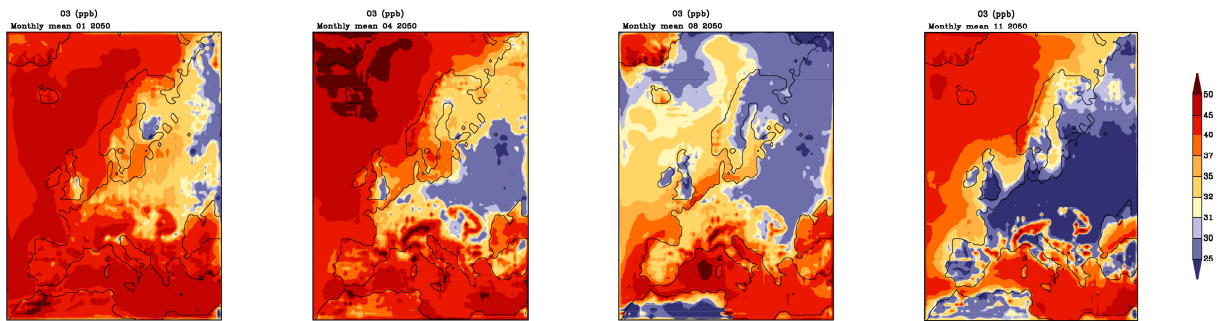 O3 (ppb)
Monthly mean 01 2050
O3 (ppb)
Monthly mean 04 2050
O3 (ppb)
Monthly mean 08 2050
O3 (ppb)
Monthly mean 11 2050
50
45
40
37
35
32
31
30
25